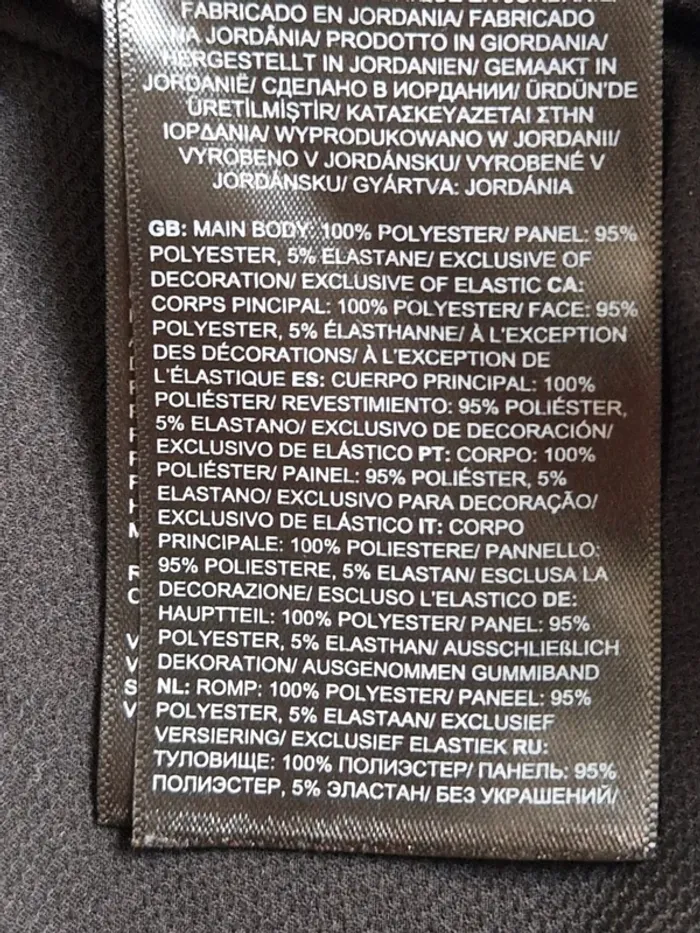 FABRICADO EN JORDANIA/ FABRICADO
NA JORDÂNIA/ PRODOTTO IN GIORDANIA/
HERGESTELLT IN JORDANIEN/ GEMAAKT IN
JORDANIË/ СДЕЛАНО В ИОРДАНИИ/ ÜRDÜN'DE
ÜRETİLMİŞTİR/ ΚΑΤΑΣΚΕΥΑΖΕΤΑΙ ΣΤΗΝ
ΙΟΡΔΑΝΙΑ/ WYPRODUKOWANO W JORDANII/
VYROBENO V JORDÁNSKU/ VYROBENÉ V
JORDÁNSKU/ GYÁRTVA: JORDÁNIA
GB: MAIN BODY: 100% POLYESTER/ PANEL: 95%
POLYESTER, 5% ELASTANE/ EXCLUSIVE OF
DECORATION/ EXCLUSIVE OF ELASTIC CA:
CORPS PINCIPAL: 100% POLYESTER/ FACE: 95%
POLYESTER, 5% ÉLASTHANNE/ À L'EXCEPTION
DES DÉCORATIONS/ À L'EXCEPTION DE
L'ÉLASTIQUE ES: CUERPO PRINCIPAL: 100%
POLIÉSTER/ REVESTIMIENTO: 95% POLIÉSTER,
5% ELASTANO/ EXCLUSIVO DE DECORACIÓN/
EXCLUSIVO DE ELÁSTICO PT: CORPO: 100%
POLIÉSTER/ PAINEL: 95% POLIÉSTER, 5%
ELASTANO/ EXCLUSIVO PARA DECORAÇÃO/
EXCLUSIVO DE ELÁSTICO IT: CORPO
PRINCIPALE: 100% POLIESTERE/ PANNELLO:
95% POLIESTERE, 5% ELASTAN/ ESCLUSA LA
DECORAZIONE/ ESCLUSO L'ELASTICO DE:
HAUPTTEIL: 100% POLYESTER/ PANEL: 95%
POLYESTER, 5% ELASTHAN/ AUSSCHLIEßLICH
DEKORATION/ AUSGENOMMEN GUMMIBAND
NL: ROMP: 100% POLYESTER/ PANEEL: 95%
POLYESTER, 5% ELASTAAN/ EXCLUSIEF
VERSIERING/ EXCLUSIEF ELASTIEK RU:
ТУЛОВИЩЕ: 100% ПОЛИЭСТЕР/ ПАНЕЛЬ: 95%
ПОЛИЭСТЕР, 5% ЭЛАСТАН/ БЕЗ УКРАШЕНИЙ/